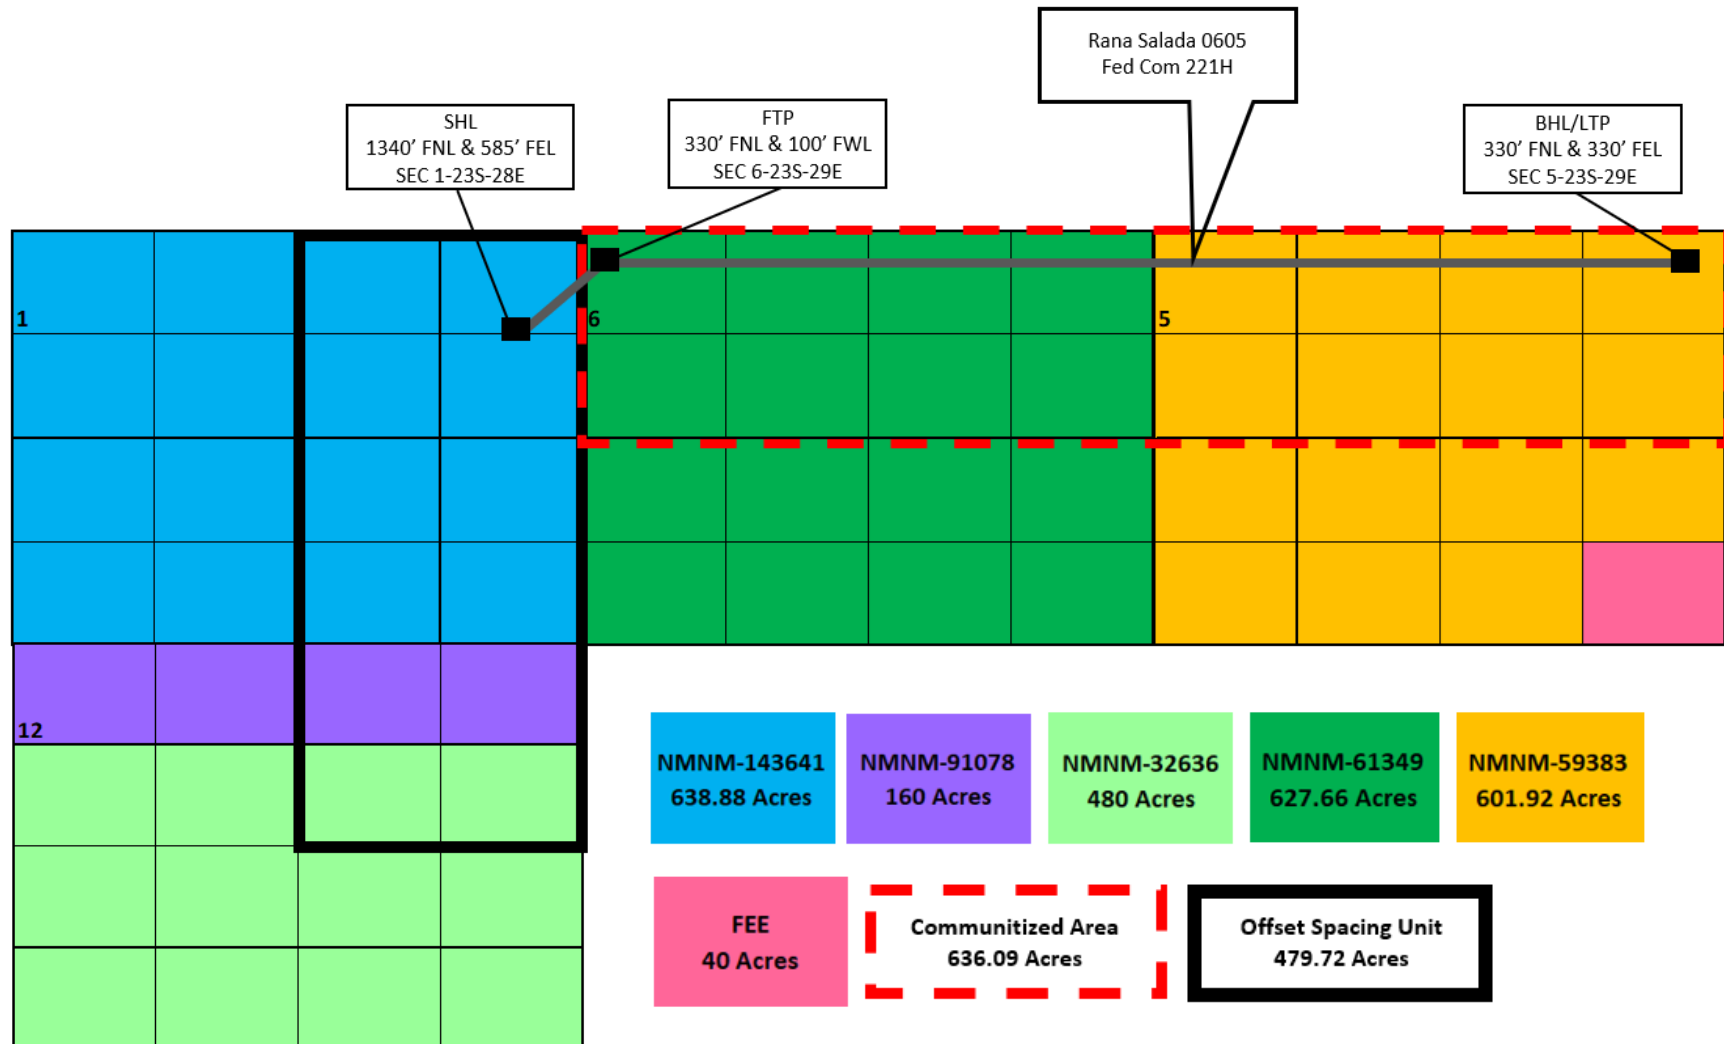 Rana Salada 0605
Fed Com 221H
SHL
1340' FNL & 585' FEL
SEC 1-23S-28E
FTP
330' FNL & 100' FWL
SEC 6-23S-29E
BHL/LTP
330' FNL & 330' FEL
SEC 5-23S-29E
1
6
5
12
NMNM-143641
638.88 Acres
NMNM-91078
160 Acres
NMNM-32636
480 Acres
NMNM-61349
627.66 Acres
NMNM-59383
601.92 Acres
FEE
40 Acres
Communitized Area
636.09 Acres
Offset Spacing Unit
479.72 Acres